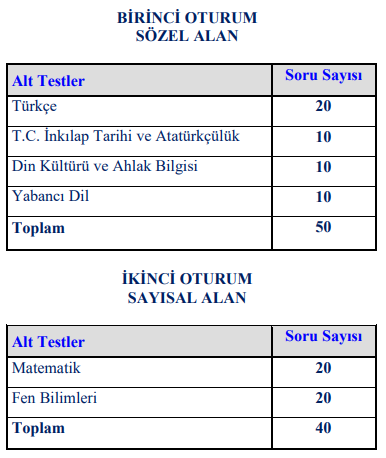 BİRİNCİ OTURUM
SÖZEL ALAN
Alt Testler Soru Sayısı
Türkçe 20
T.C. İnkılap Tarihi ve Atatürkçülük 10
Din Kültürü ve Ahlak Bilgisi 10
Yabancı Dil 10
Toplam 50
İKİNCİ OTURUM
SAYISAL ALAN
Alt Testler Soru Sayısı
Matematik 20
Fen Bilimleri 20
Toplam 40